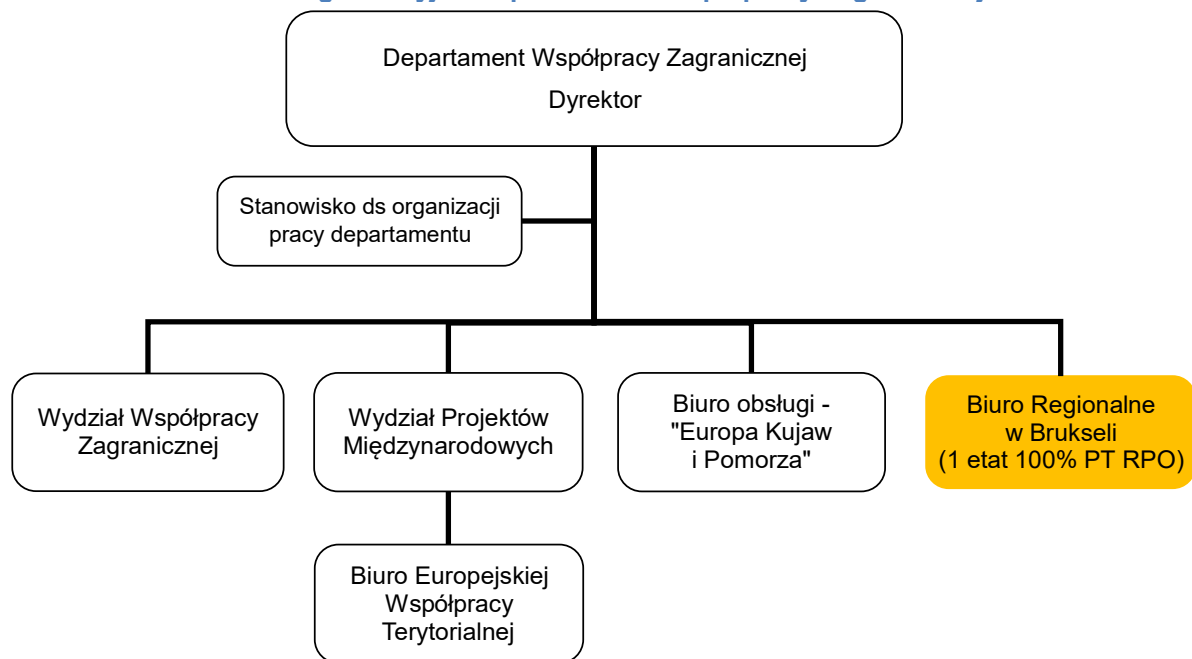 Departament Współpracy Zagranicznej
Dyrektor
Stanowisko ds organizacji
pracy departamentu
Wydział Współpracy
Zagranicznej
Wydział Projektów
Międzynarodowych
Biuro obsługi -
"Europa Kujaw
i Pomorza"
Biuro Regionalne
w Brukseli
(1 etat 100% PT RPO)
Biuro Europejskiej
Współpracy
Terytorialnej